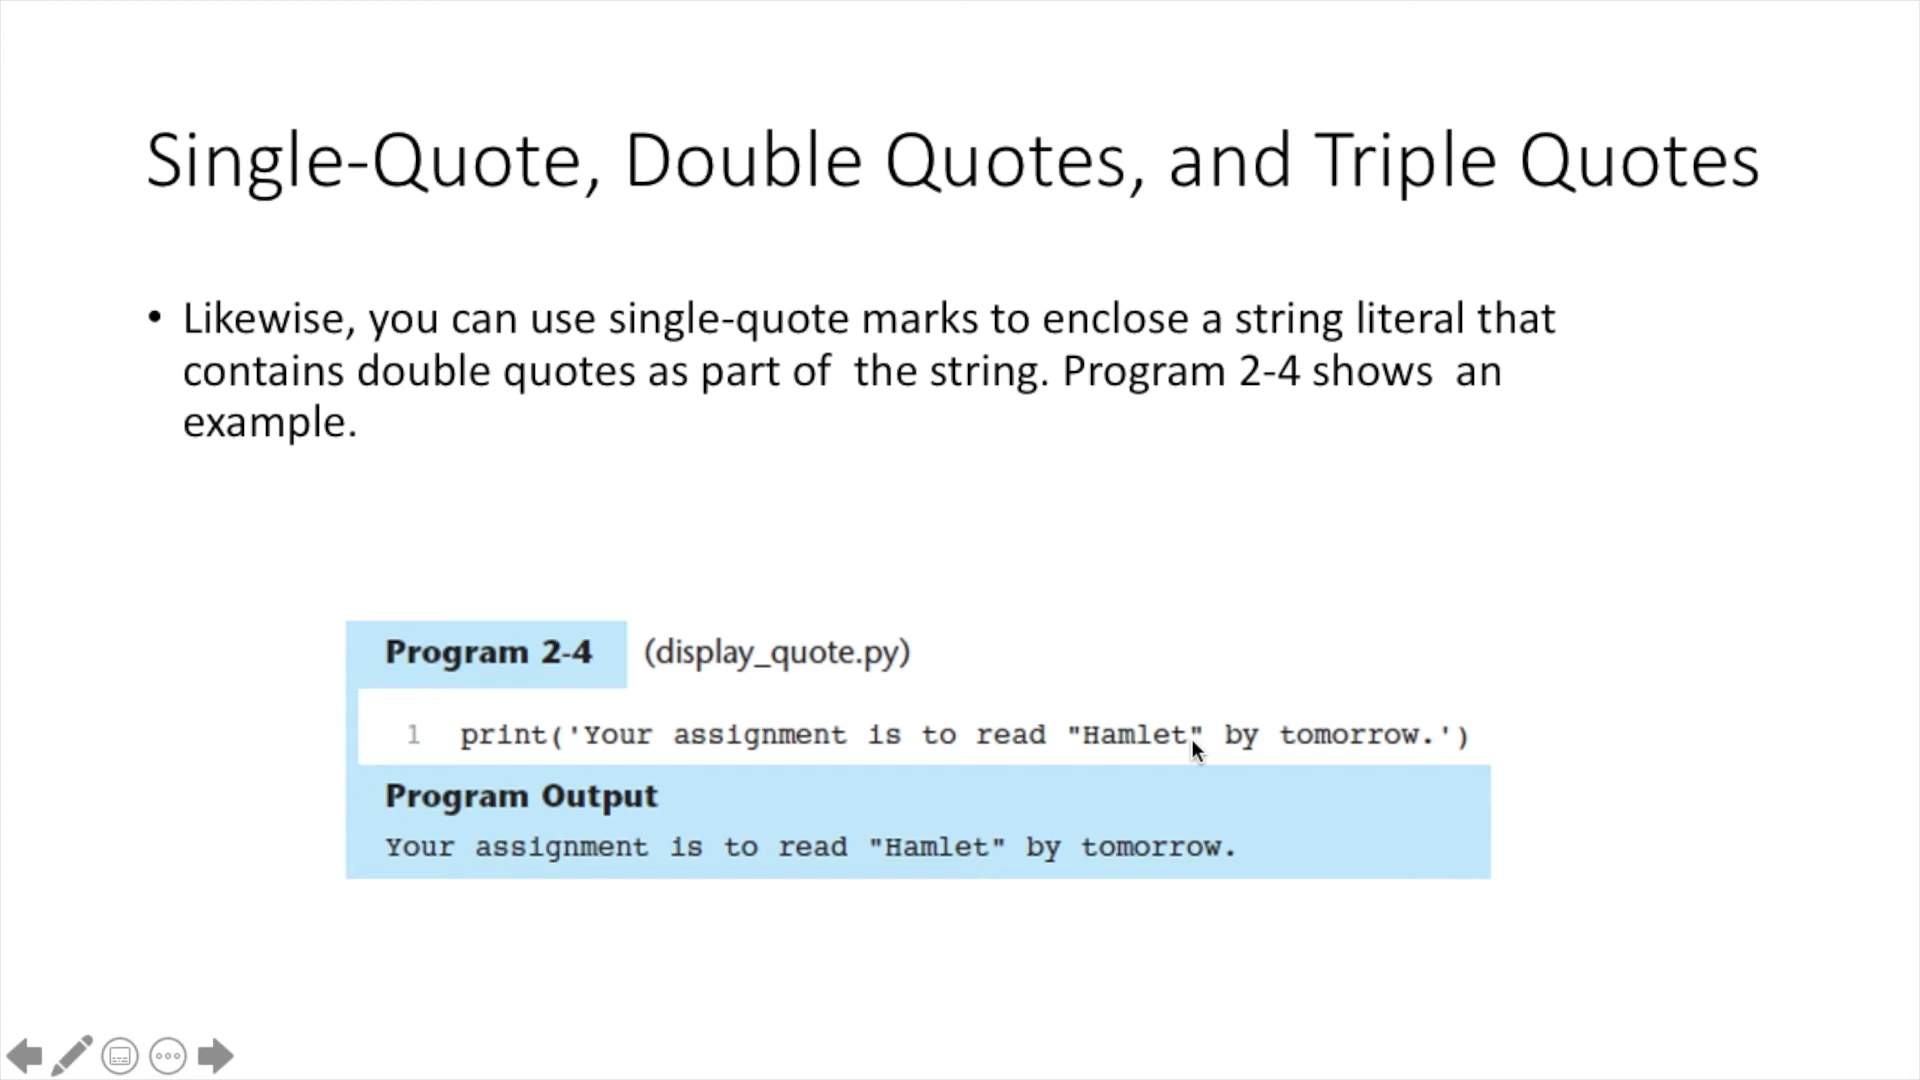 Single-Quote, Double Quotes, and Triple Quotes
• Likewise, you can use single-quote marks to enclose a string literal that
contains double quotes as part of  the string. Program 2-4 shows  an
example.
Program 2-4 (display_quote.py)
1 print('Your assignment is to read "Hamlet" by tomorrow.')
Program Output
Your assignment is to read "Hamlet" by tomorrow.